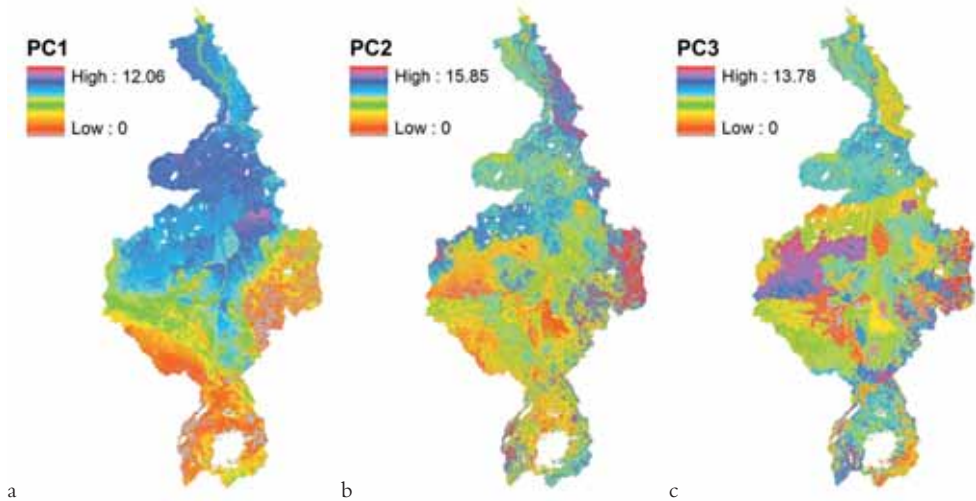 PC1
High : 12.06
Low : 0
PC2
High : 15.85
Low : 0
PC3
High : 13.78
Low : 0
a
b
c